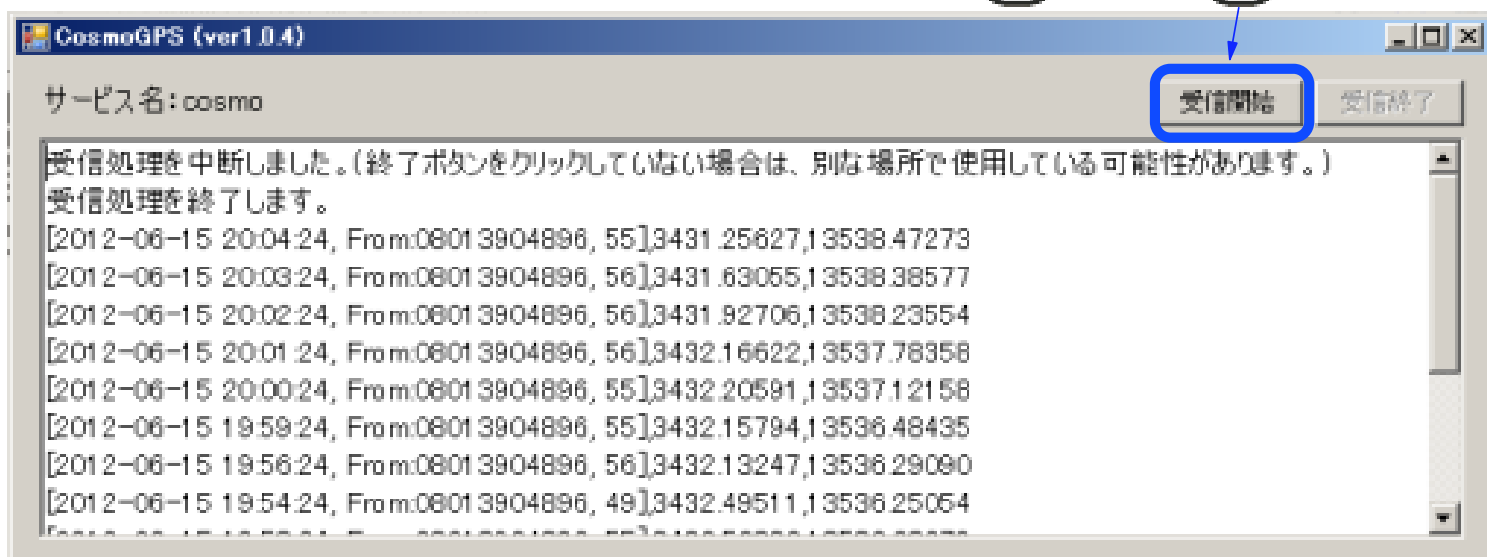 CosmoGPS (ver1.0.4)
サービス名:cosmo
受信開始
受信終了
受信処理を中断しました。(終了ボタンをクリックしていない場合は、別な場所で使用している可能性があります。)
受信処理を終了します。
[2012-06-15 20:04:24, From:08013904896, 55],3431.25627,13538.47273
[2012-06-15 20:03:24, From:08013904896, 56],3431.63055,13538.38577
[2012-06-15 20:02:24, From:08013904896, 56],3431.92706,13538.23554
[2012-06-15 20:01:24, From:08013904896, 56],3432.16622,13537.78358
[2012-06-15 20:00:24, From:08013904896, 55],3432.20591,13537.12158
[2012-06-15 19:59:24, From:08013904896, 55],3432.15794,13536.48435
[2012-06-15 19:56:24, From:08013904896, 56],3432.13247,13536.29090
[2012-06-15 19:54:24, From:08013904896, 49],3432.49511,13536.25054